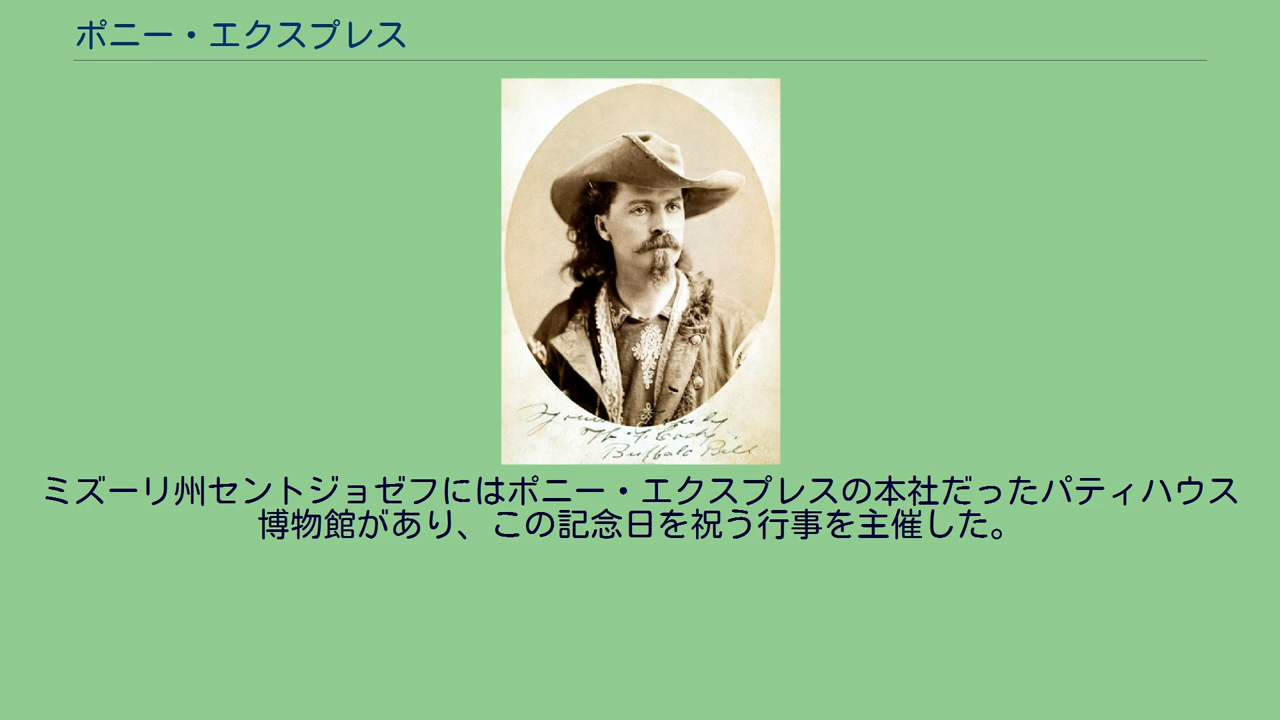 ポニー・エクスプレス
W. F. Cody
Buffalo Bill
ミズーリ州セントジョゼフにはポニー・エクスプレスの本社だったパティハウス
博物館があり、この記念日を祝う行事を主催した。